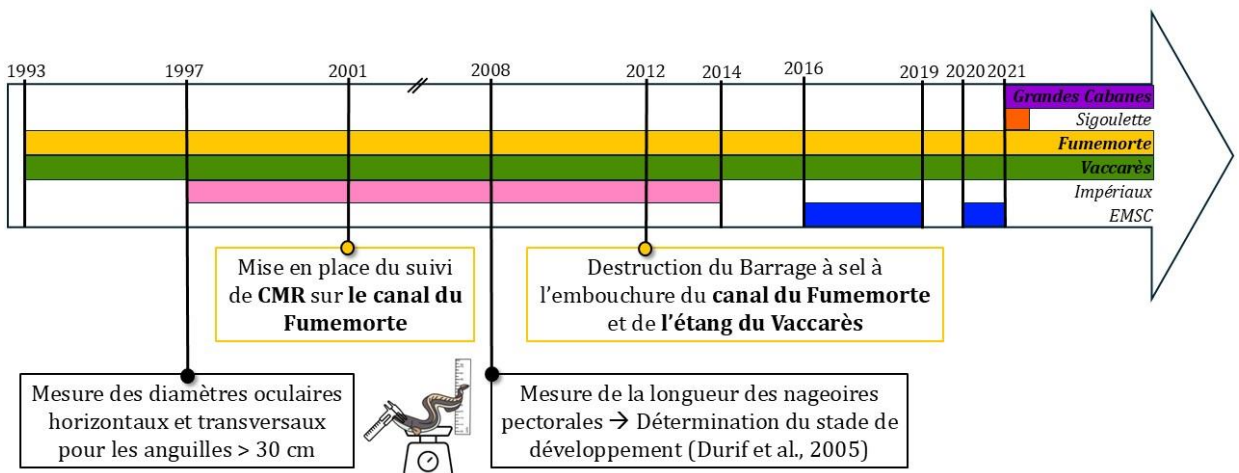 1993 1997 2001 2008 2012 2014 2016 2019 2020 2021
Grandes Cabanes
Sigoulette
Fumemorte
Vaccarès
Impériaux
EMSC
Mise en place du suivi
de CMR sur le canal du
Fumemorte
Destruction du Barrage à sel à
l'embouchure du canal du Fumemorte
et de l'étang du Vaccarès
Mesure des diamètres oculaires
horizontaux et transversaux
pour les anguilles > 30 cm
Mesure de la longueur des nageoires
pectorales → Détermination du stade de
développement (Durif et al., 2005)